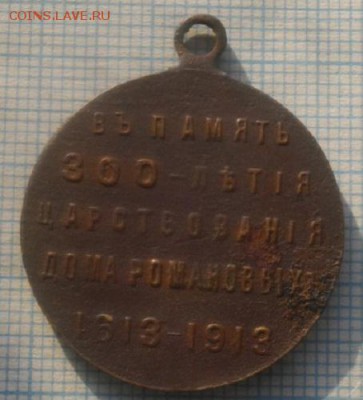 COINS.LAVE.RU
ВЪ ПАМЯТЬ
300-ЛѢТІЯ
ЦАРСТВОВАНІЯ
ДОМА РОМАНОВЫХЪ
1613-1913